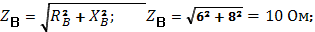 Z_B = √(R_B² + X_B²); Z_B = √(6² + 8²) = 10 Ом;